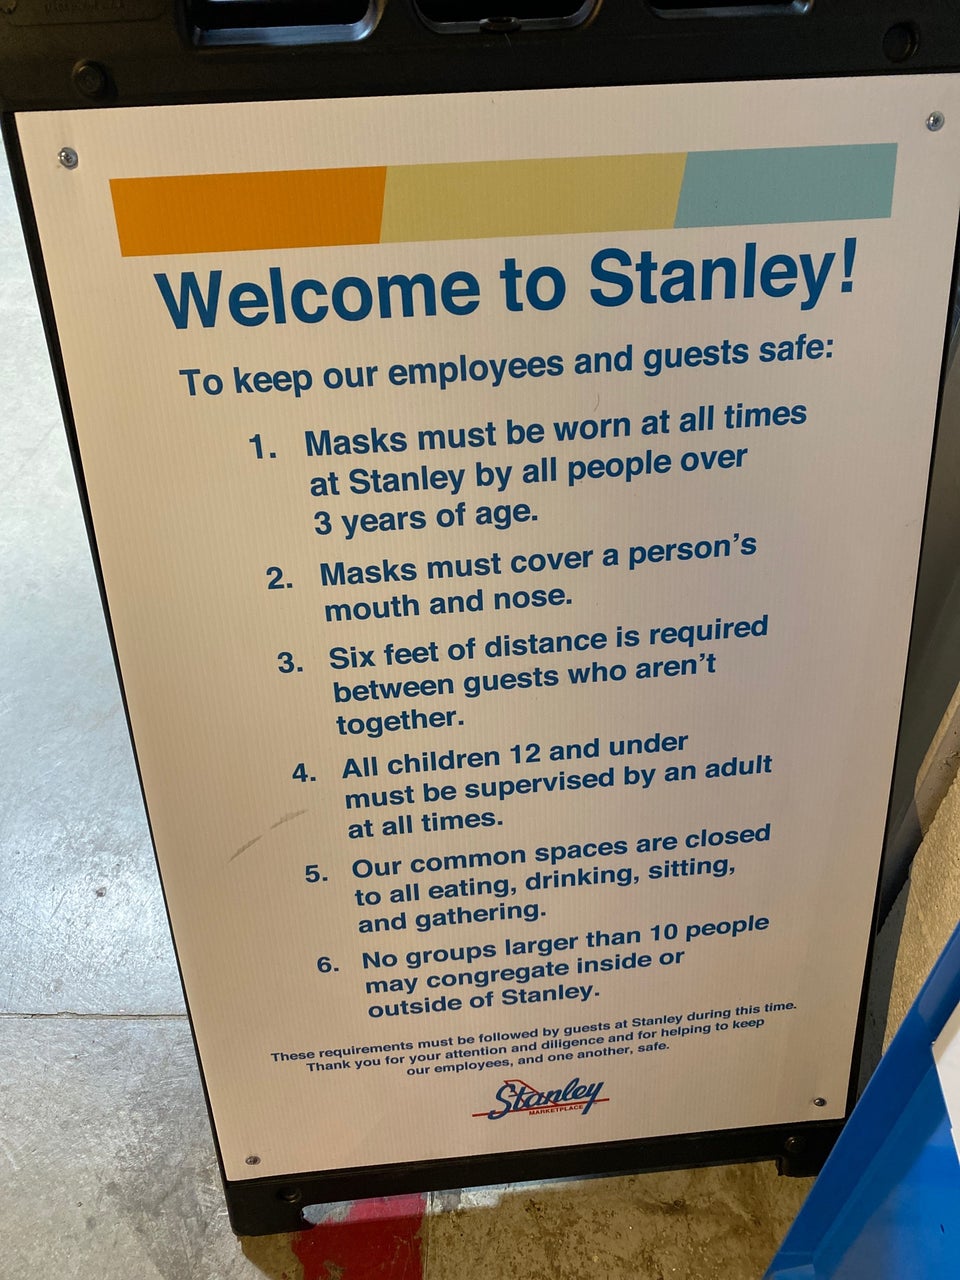 Welcome to Stanley!
To keep our employees and guests safe:
1. Masks must be worn at all times
at Stanley by all people over
3 years of age.
2. Masks must cover a person's
mouth and nose.
3. Six feet of distance is required
between guests who aren't
together.
4. All children 12 and under
must be supervised by an adult
at all times.
5. Our common spaces are closed
to all eating, drinking, sitting,
and gathering.
6. No groups larger than 10 people
may congregate inside or
outside of Stanley.
These requirements must be followed by guests at Stanley during this time.
Thank you for your attention and diligence and for helping to keep
our employees, and one another, safe.
Stanley
MARKETPLACE